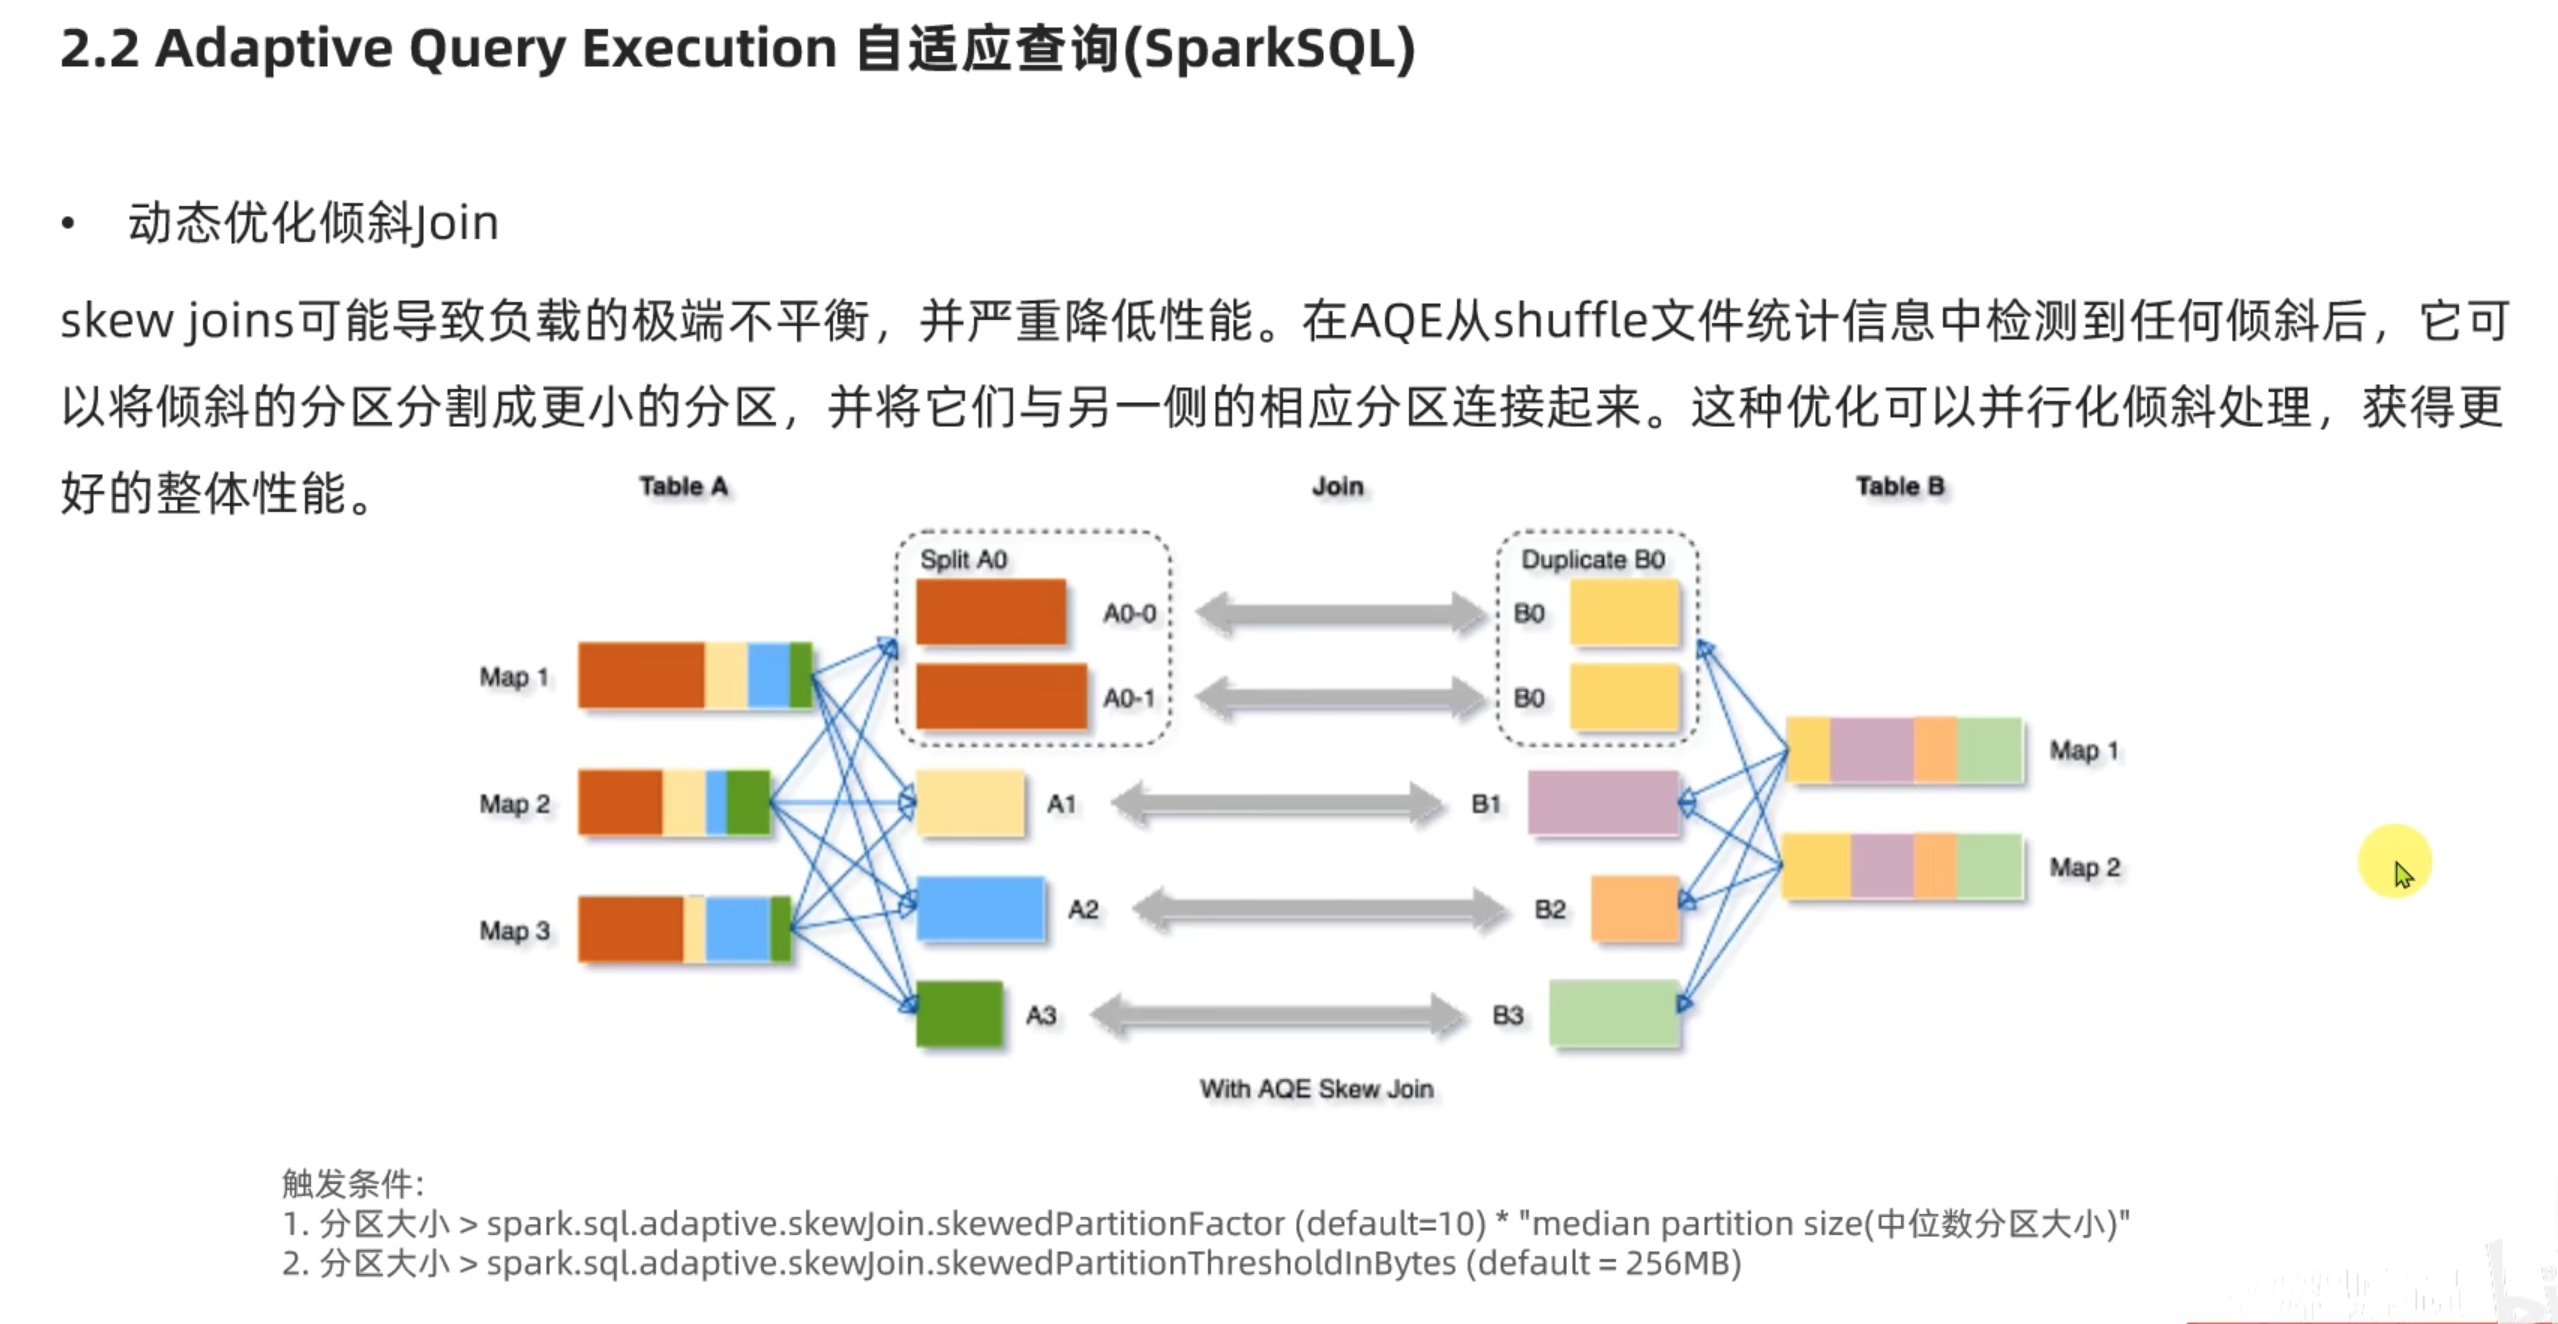 2.2 Adaptive Query Execution 自适应查询(SparkSQL)
• 动态优化倾斜Join
skew joins可能导致负载的极端不平衡，并严重降低性能。在AQE从shuffle文件统计信息中检测到任何倾斜后，它可
以将倾斜的分区分割成更小的分区，并将它们与另一侧的相应分区连接起来。这种优化可以并行化倾斜处理，获得更
好的整体性能。
Table A
Join
Table B
Split A0
Duplicate B0
A0-0
B0
Map 1
A0-1
B0
Map 1
Map 2
A1
B1
Map 2
A2
B2
Map 3
A3
B3
With AQE Skew Join
触发条件:
1. 分区大小 > spark.sql.adaptive.skewJoin.skewedPartitionFactor (default=10) * "median partition size(中位数分区大小)"
2. 分区大小 > spark.sql.adaptive.skewJoin.skewedPartitionThresholdInBytes (default = 256MB)